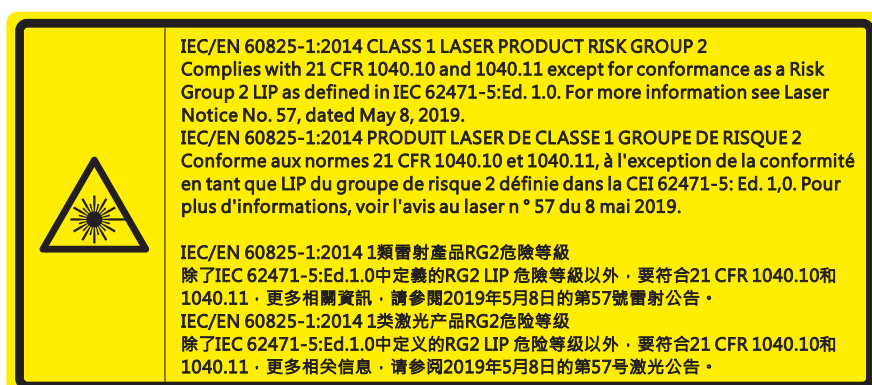 IEC/EN 60825-1:2014 CLASS 1 LASER PRODUCT RISK GROUP 2
Complies with 21 CFR 1040.10 and 1040.11 except for conformance as a Risk
Group 2 LIP as defined in IEC 62471-5:Ed. 1.0. For more information see Laser
Notice No. 57, dated May 8, 2019.
IEC/EN 60825-1:2014 PRODUIT LASER DE CLASSE 1 GROUPE DE RISQUE 2
Conforme aux normes 21 CFR 1040.10 et 1040.11, à l'exception de la conformité
en tant que LIP du groupe de risque 2 définie dans la CEI 62471-5: Ed. 1,0. Pour
plus d'informations, voir l'avis au laser n ° 57 du 8 mai 2019.
IEC/EN 60825-1:2014 1類雷射產品RG2危險等級
除了IEC 62471-5:Ed.1.0中定義的RG2 LIP 危險等級以外，要符合21 CFR 1040.10和
1040.11，更多相關資訊，請參閱2019年5月8日的第57號雷射公告。
IEC/EN 60825-1:2014 1类激光产品RG2危险等级
除了IEC 62471-5:Ed.1.0中定义的RG2 LIP 危险等级以外，要符合21 CFR 1040.10和
1040.11，更多相关信息，请参阅2019年5月8日的第57号激光公告。